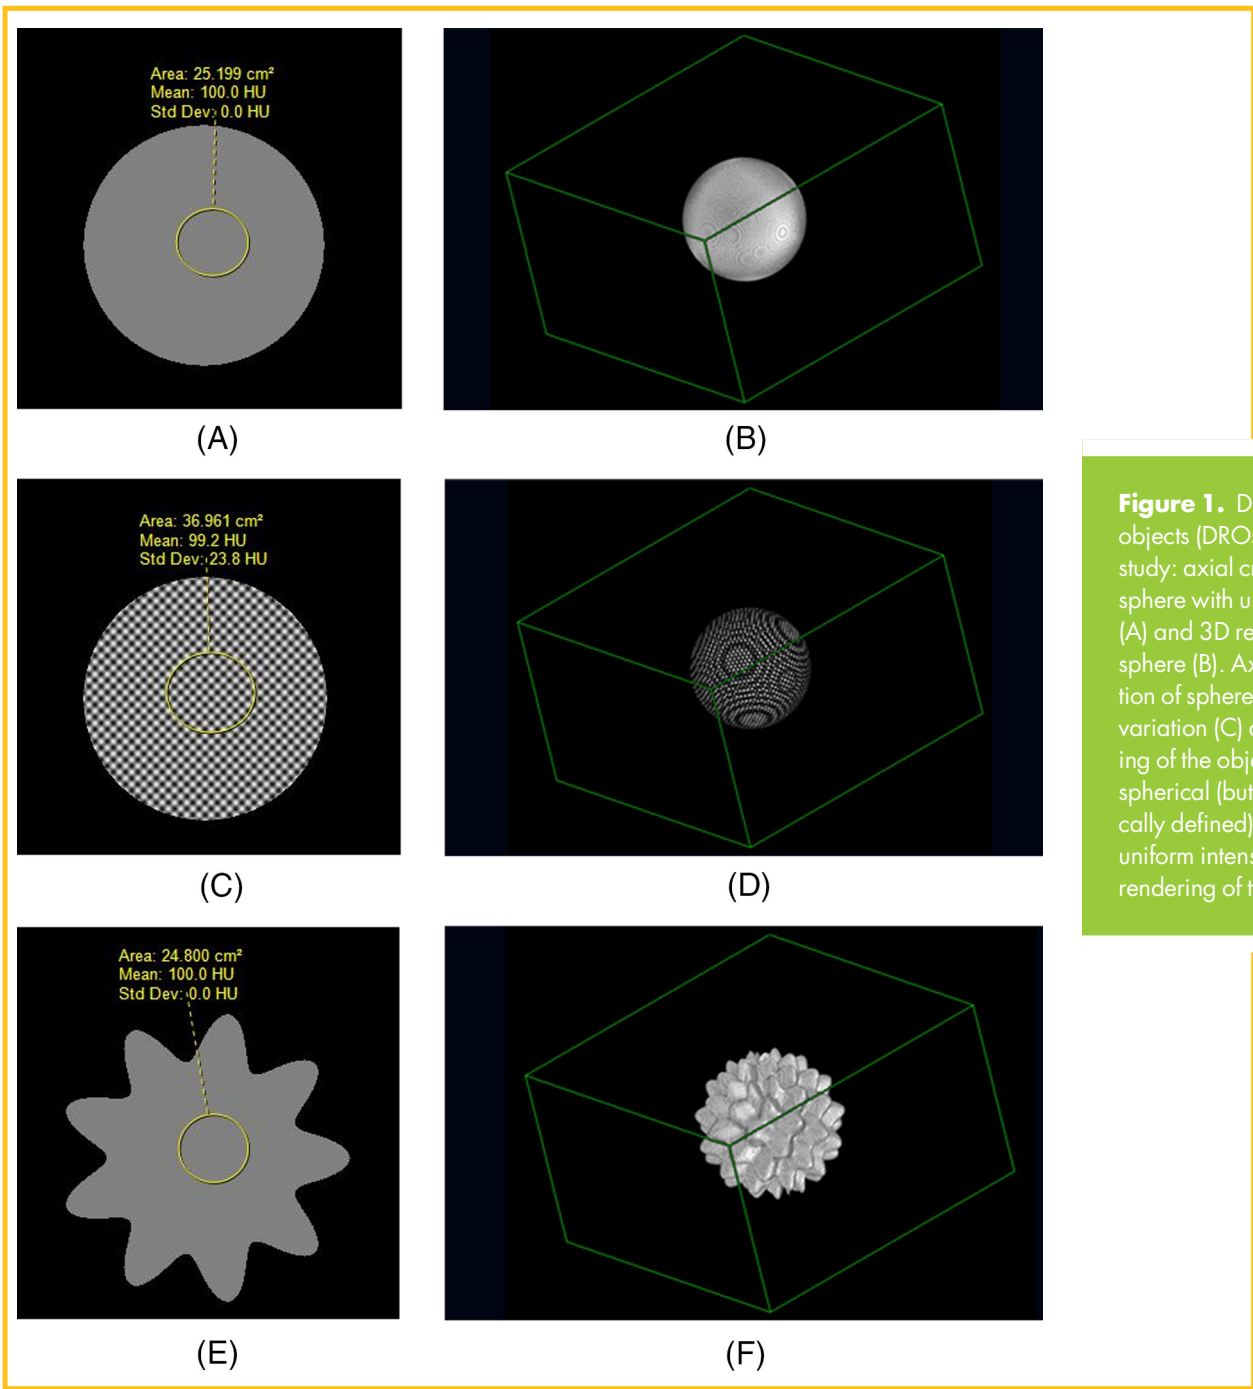 Area: 25.199 cm²
Mean: 100.0 HU
Std Dev: 0.0 HU
(A)
(B)
Area: 36.961 cm²
Mean: 99.2 HU
Std Dev: 23.8 HU
(C)
(D)
Area: 24.800 cm²
Mean: 100.0 HU
Std Dev: 0.0 HU
(E)
(F)
Figure 1. D
objects (DROs
study: axial cr
sphere with u
(A) and 3D re
sphere (B). Ax
tion of sphere
variation (C)
ing of the obje
spherical (but
cally defined)
uniform intens
rendering of t